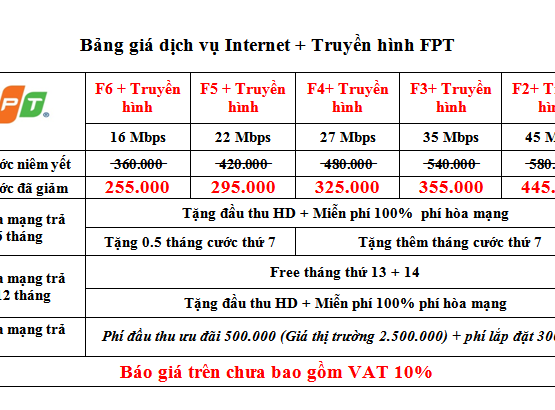 Bảng giá dịch vụ Internet + Truyền hình FPT
PT
F6 + Truyền hình F5 + Truyền hình F4+ Truyền hình F3+ Truyền hình F2+ T
hìn
16 Mbps 22 Mbps 27 Mbps 35 Mbps 45 M
ớc niêm yết 360.000 420.000 480.000 540.000 580.
ớc đã giảm 255.000 295.000 325.000 355.000 445.
a mạng trả
6 tháng
Tặng đầu thu HD + Miễn phí 100% phí hòa mạng
Tặng 0.5 tháng cước thứ 7 Tặng thêm tháng cước thứ 7
a mạng trả
12 tháng
Free tháng thứ 13 + 14
Tặng đầu thu HD + Miễn phí 100% phí hòa mạng
a mạng trả
Phí đầu thu ưu đãi 500.000 (Giá thị trường 2.500.000) + phí lắp đặt 300
Báo giá trên chưa bao gồm VAT 10%